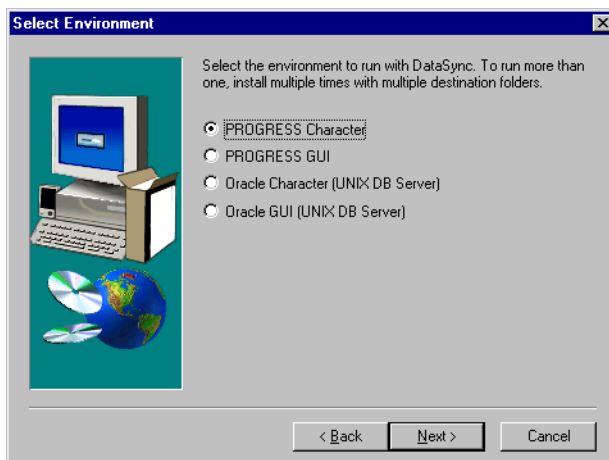 Select Environment
Select the environment to run with DataSync. To run more than
one, install multiple times with multiple destination folders.
PROGRESS Character
PROGRESS GUI
Oracle Character (UNIX DB Server)
Oracle GUI (UNIX DB Server)
< Back
Next >
Cancel